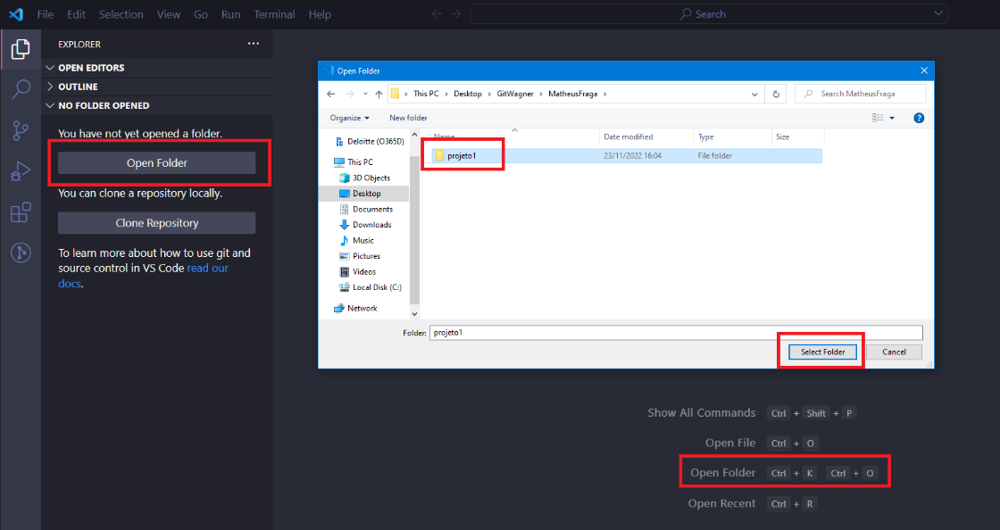 File Edit Selection View Go Run Terminal Help
Search
EXPLORER
OPEN EDITORS
OUTLINE
NO FOLDER OPENED
You have not yet opened a folder.
Open Folder
You can clone a repository locally.
Clone Repository
To learn more about how to use git and
source control in VS Code read our
docs.
Open Folder
This PC > Desktop > GitWagner > MatheusFraga >
Search MatheusFraga
Organize New folder
Name Date modified Type Size
projeto1 23/11/2022 16:04 File folder
Deloitte (O365D)
This PC
3D Objects
Desktop
Documents
Downloads
Music
Pictures
Videos
Local Disk (C:)
Network
Folder: projeto1
Select Folder Cancel
Show All Commands Ctrl + Shift + P
Open File Ctrl + O
Open Folder Ctrl + K Ctrl + O
Open Recent Ctrl + R